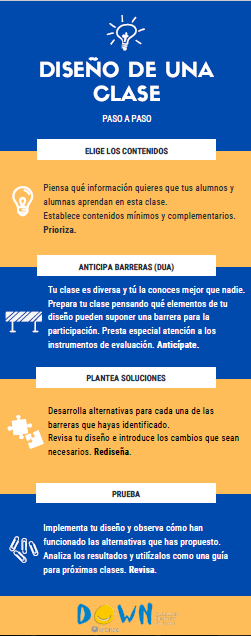 DISEÑO DE UNA
CLASE
PASO A PASO
ELIGE LOS CONTENIDOS
Piensa qué información quieres que tus alumnos y
alumnas aprendan en esta clase.
Establece contenidos mínimos y complementarios.
Prioriza.
ANTICIPA BARRERAS (DUA)
Tu clase es diversa y tú la conoces mejor que nadie.
Prepara tu clase pensando qué elementos de tu
diseño pueden suponer una barrera para la
participación. Presta especial atención a los
instrumentos de evaluación. Anticípate.
PLANTEA SOLUCIONES
Desarrolla alternativas para cada una de las
barreras que hayas identificado.
Revisa tu diseño e introduce los cambios que sean
necesarios. Rediseña.
PRUEBA
Implementa tu diseño y observa cómo han
funcionado las alternativas que has propuesto.
Analiza los resultados y utilízalos como una guía
para próximas clases. Revisa.
DOWN